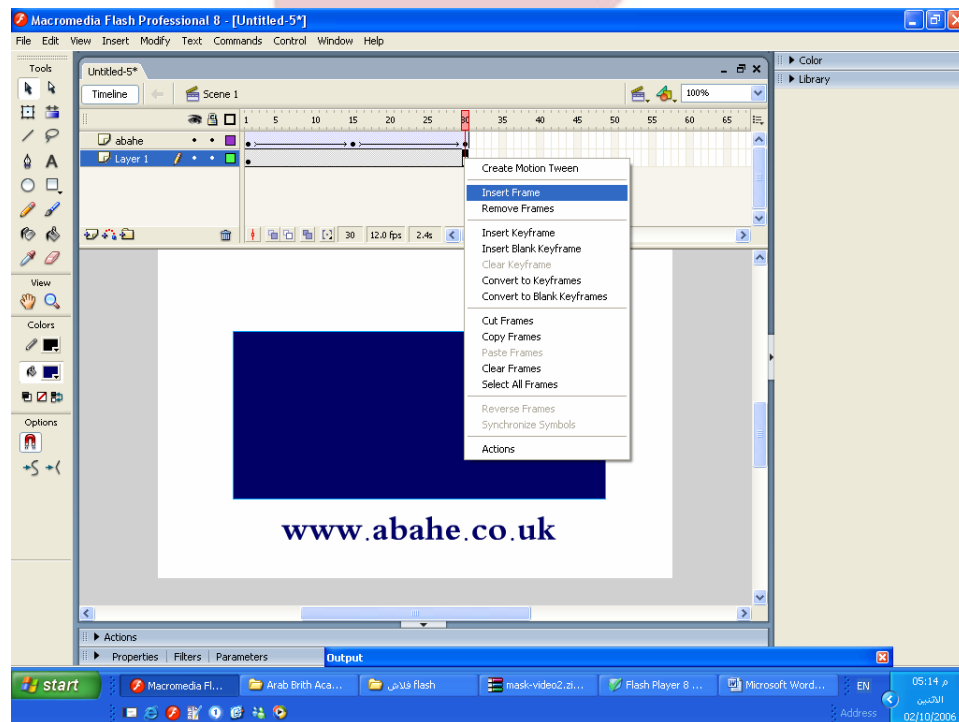 Macromedia Flash Professional 8 - [Untitled-5*]
File Edit View Insert Modify Text Commands Control Window Help
Tools
Untitled-5*
Color
Library
Timeline
Scene 1
100%
1 5 10 15 20 25 30 35 40 45 50 55 60 65
abahe
Layer 1
30 12.0 fps 2.4s
Create Motion Tween
Insert Frame
Remove Frames
Insert Keyframe
Insert Blank Keyframe
Clear Keyframe
Convert to Keyframes
Convert to Blank Keyframes
Cut Frames
Copy Frames
Paste Frames
Clear Frames
Select All Frames
Reverse Frames
Synchronize Symbols
Actions
View
Colors
Options
www.abahe.co.uk
Actions
Properties Filters Parameters
Output
start
Macromedia Fl...
Arab Brith Aca...
فلاش flash
mask-video2.zi...
Flash Player 8 ...
Microsoft Word...
EN
05:14 م
الاثنين
Address
02/10/2006